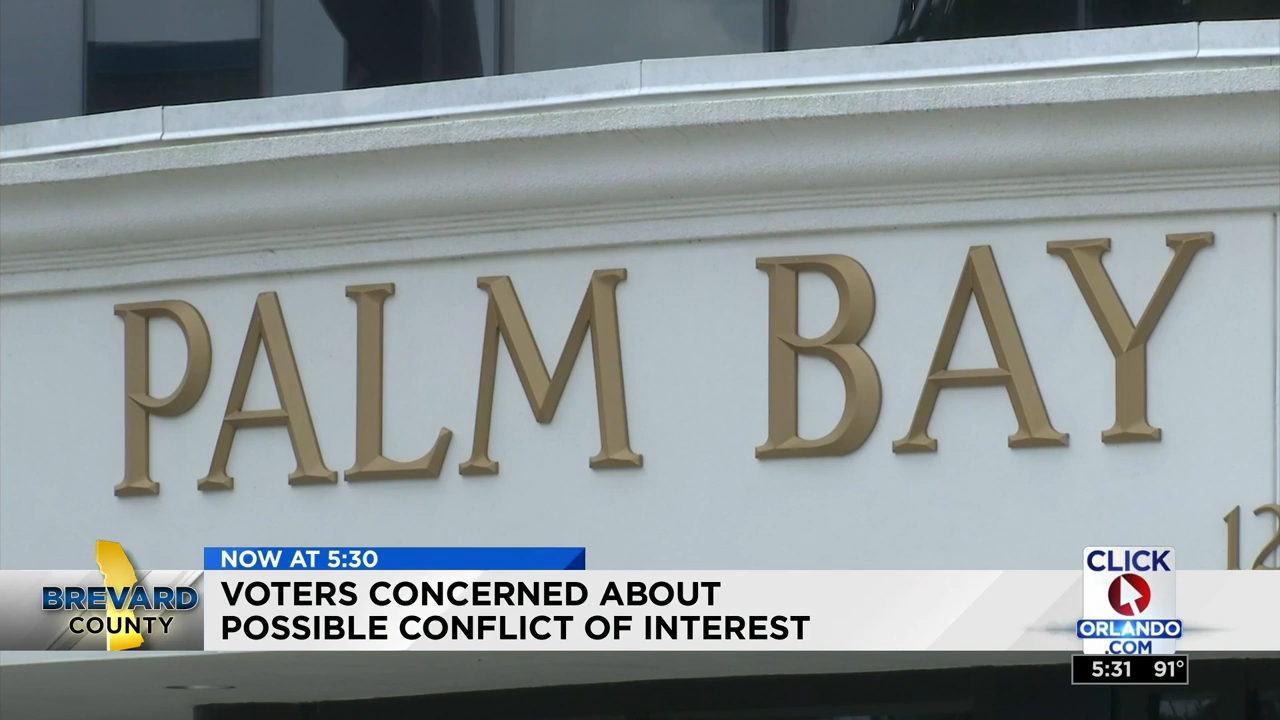 PALM BAY
12
NOW AT 5:30
BREVARD
COUNTY
VOTERS CONCERNED ABOUT
POSSIBLE CONFLICT OF INTEREST
CLICK
ORLANDO
.COM
5:31 91°